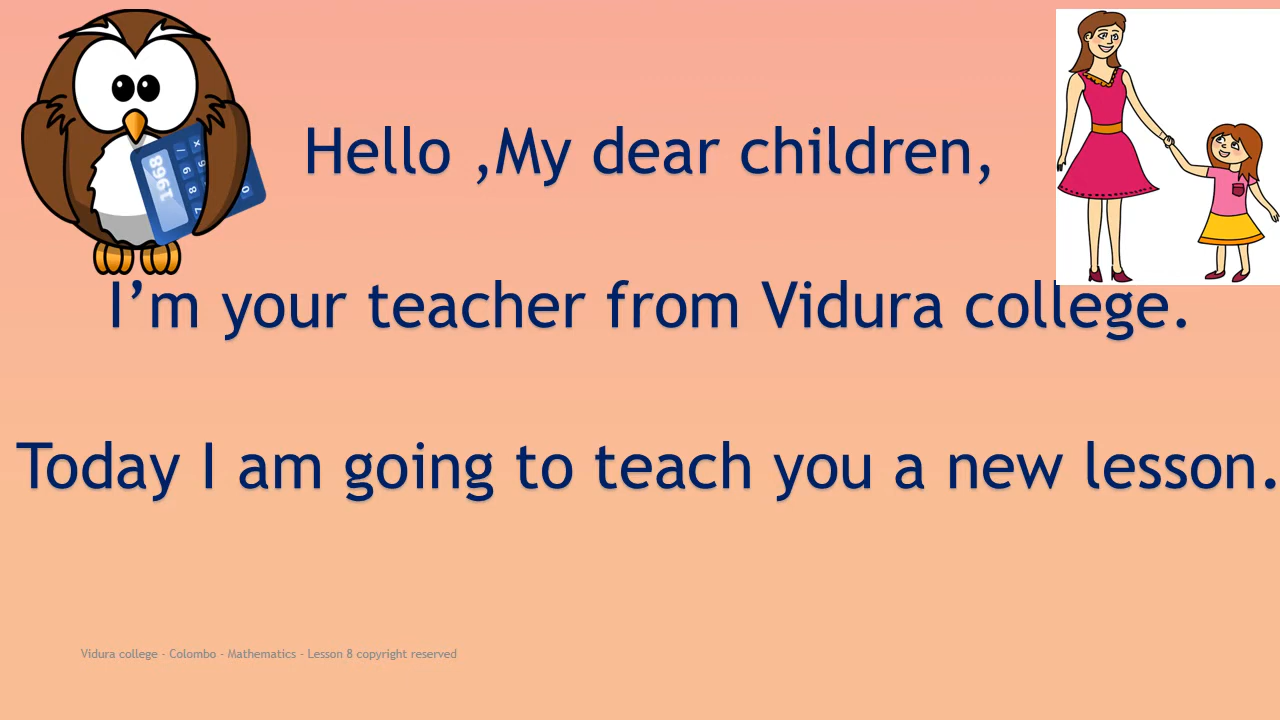 Hello ,My dear children,
I’m your teacher from Vidura college.
Today I am going to teach you a new lesson.
Vidura college - Colombo - Mathematics - Lesson 8 copyright reserved